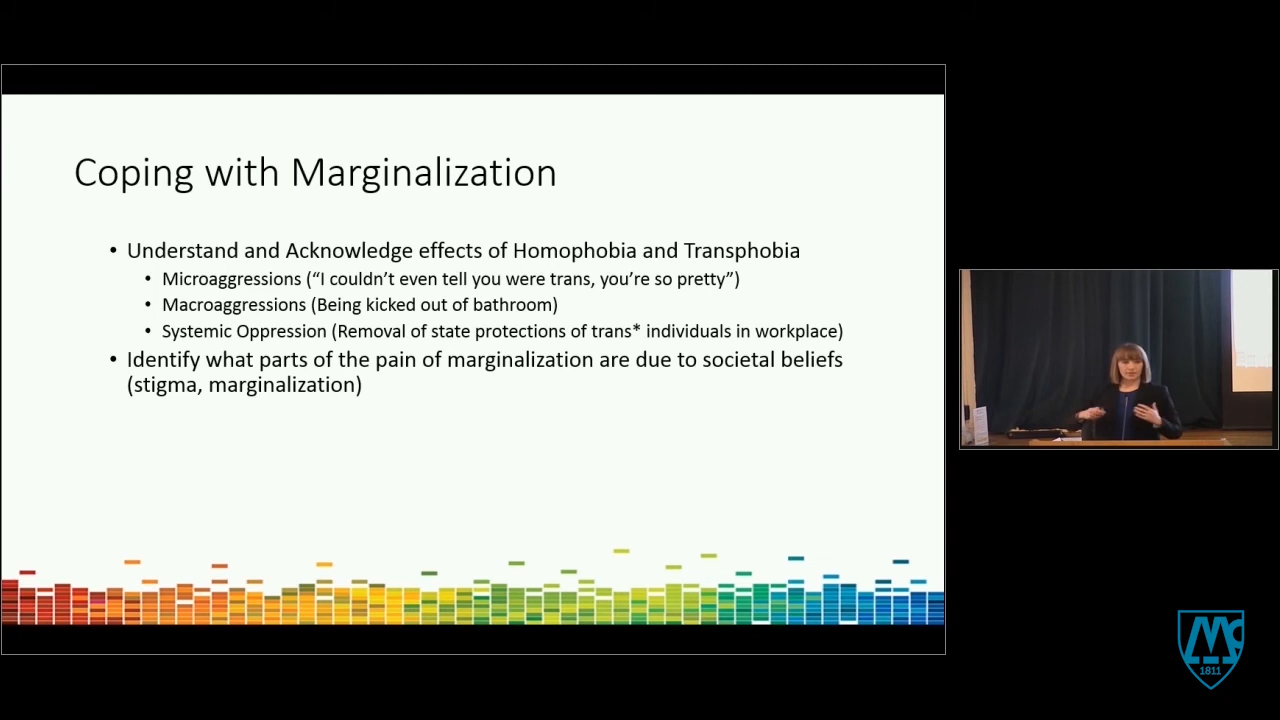 Coping with Marginalization
• Understand and Acknowledge effects of Homophobia and Transphobia
• Microaggressions (“I couldn’t even tell you were trans, you’re so pretty”)
• Macroaggressions (Being kicked out of bathroom)
• Systemic Oppression (Removal of state protections of trans* individuals in workplace)
• Identify what parts of the pain of marginalization are due to societal beliefs
(stigma, marginalization)
Mc
1811